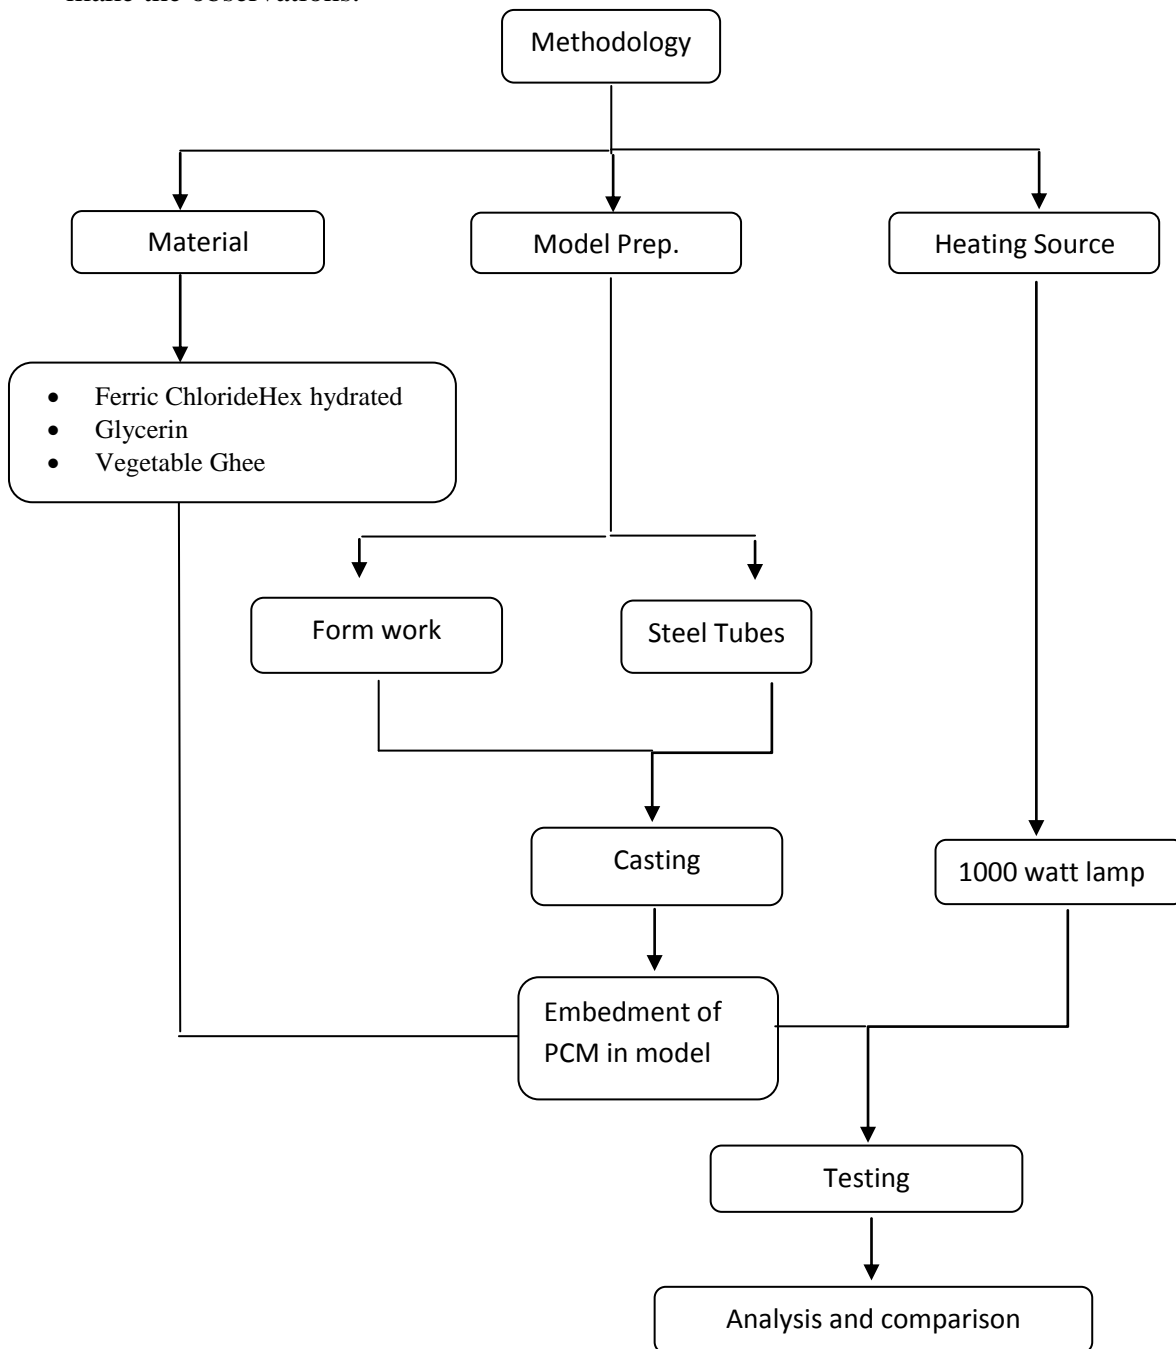 make the observations.
Methodology
Material
Model Prep.
Heating Source
• Ferric ChlorideHex hydrated
• Glycerin
• Vegetable Ghee
Form work
Steel Tubes
Casting
1000 watt lamp
Embedment of
PCM in model
Testing
Analysis and comparison